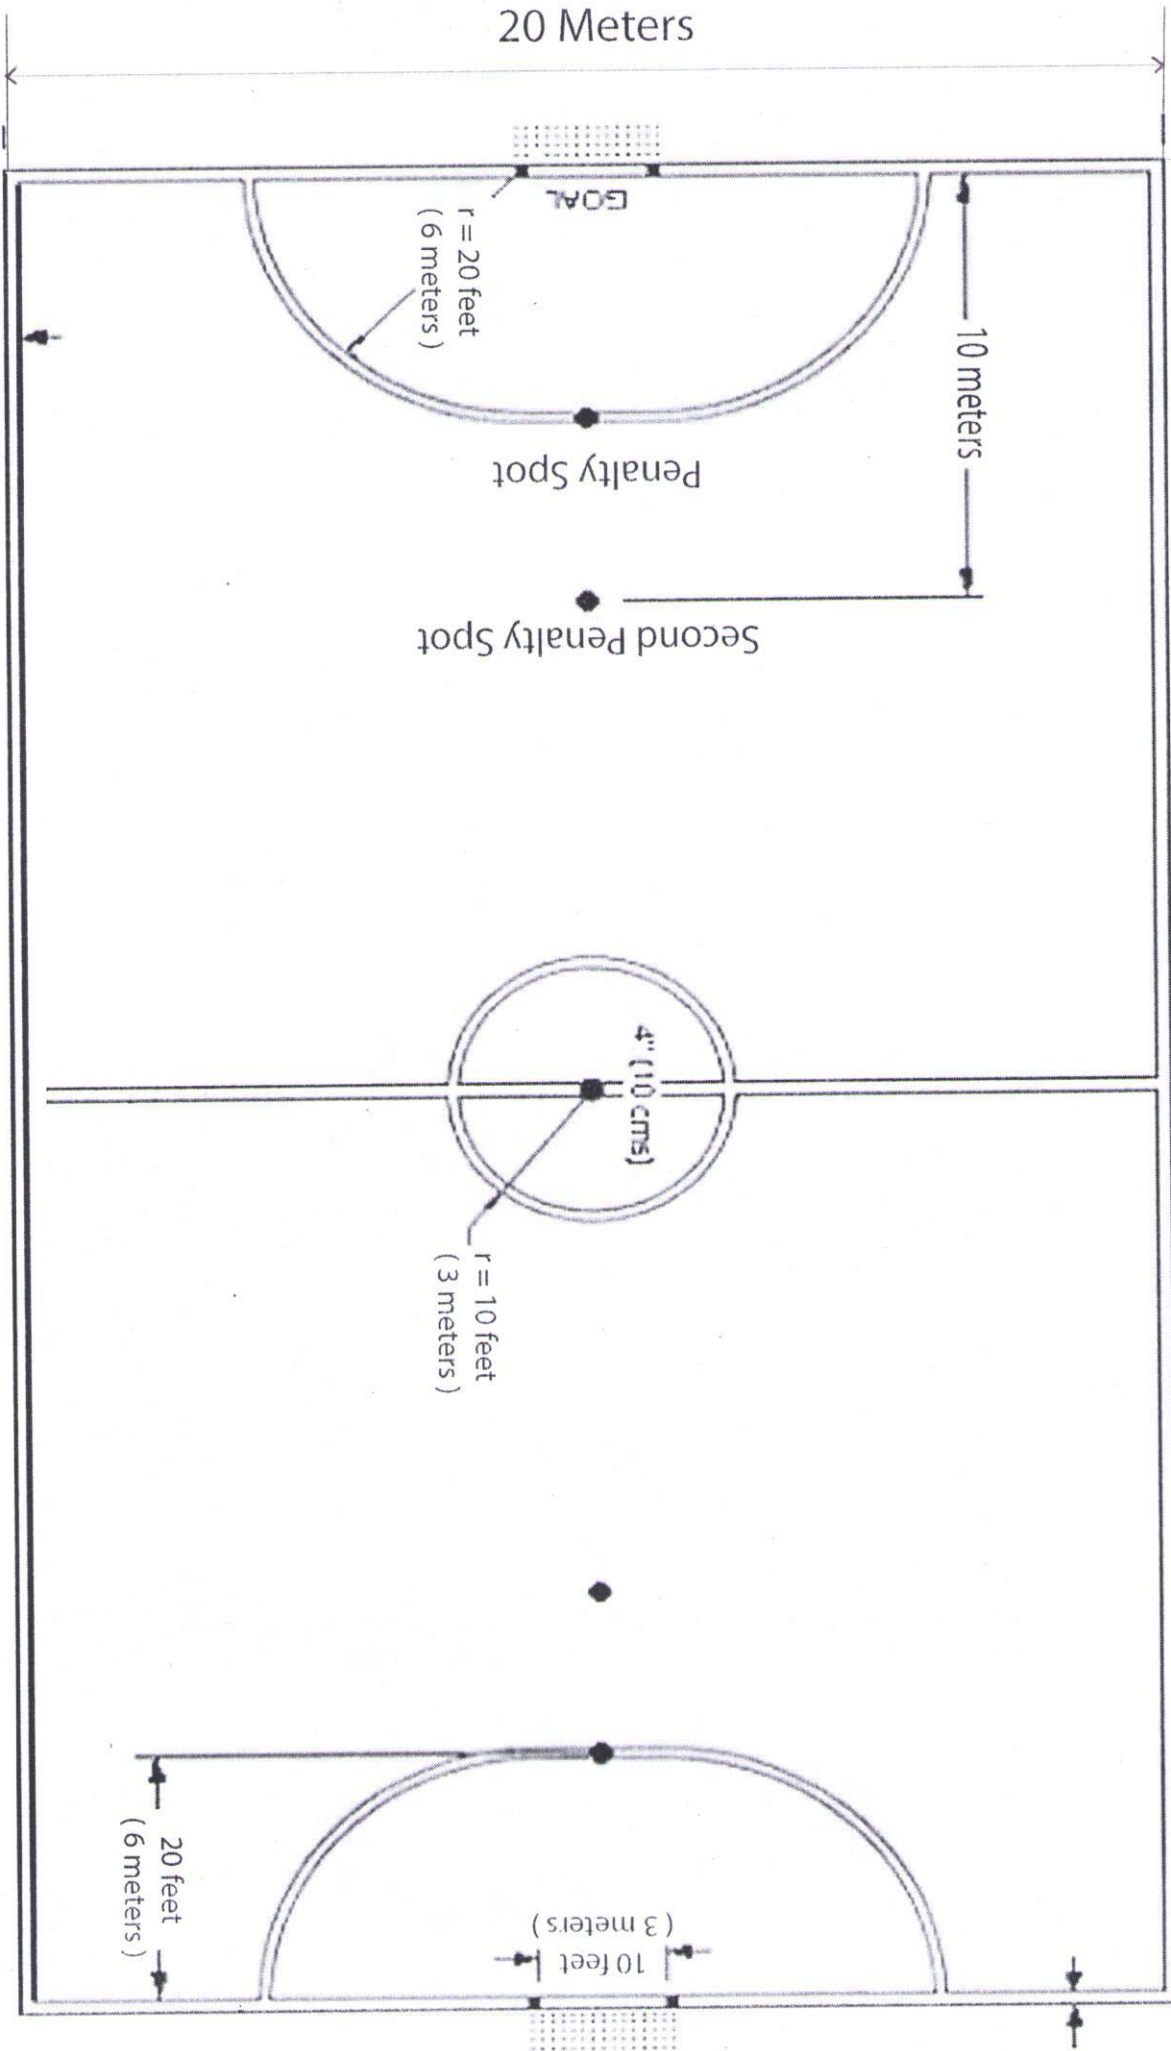 20 Meters
GOAL
r = 20 feet
( 6 meters )
10 meters
Penalty Spot
Second Penalty Spot
4" (10 cms)
r = 10 feet
( 3 meters )
20 feet
( 6 meters )
10 feet
( 3 meters )